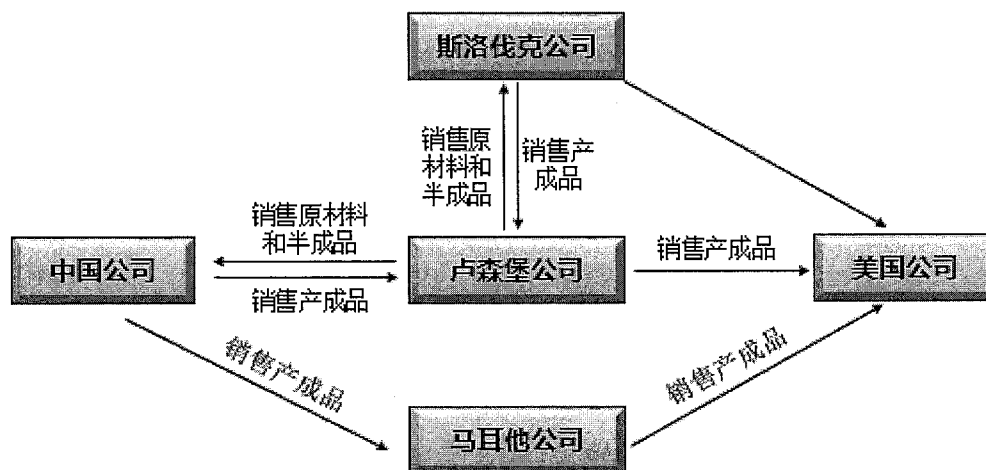 斯洛伐克公司
销售原
材料和
半成品
销售产
成品
销售原材料
和半成品
中国公司
卢森堡公司
销售产成品
美国公司
销售产成品
销售产成品
销售产成品
马耳他公司